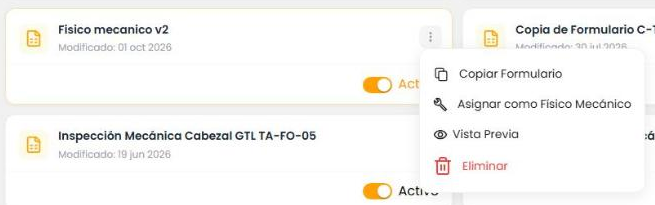 Fisico mecanico v2
Modificado: 01 oct 2026
Copia de Formulario
Modificado: 30 jul 2026
Copiar Formulario
Asignar como Físico Mecánico
Vista Previa
Eliminar
Inspección Mecánica Cabezal GTL TA-FO-05
Modificado: 19 jun 2026
Activo